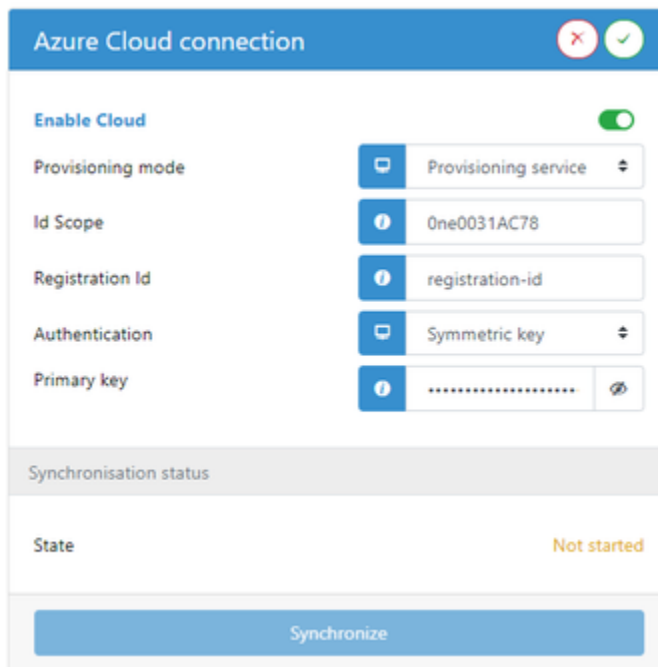 Azure Cloud connection
Enable Cloud
Provisioning mode Provisioning service
Id Scope 0ne0031AC78
Registration Id registration-id
Authentication Symmetric key
Primary key ····················
Synchronisation status
State Not started
Synchronize